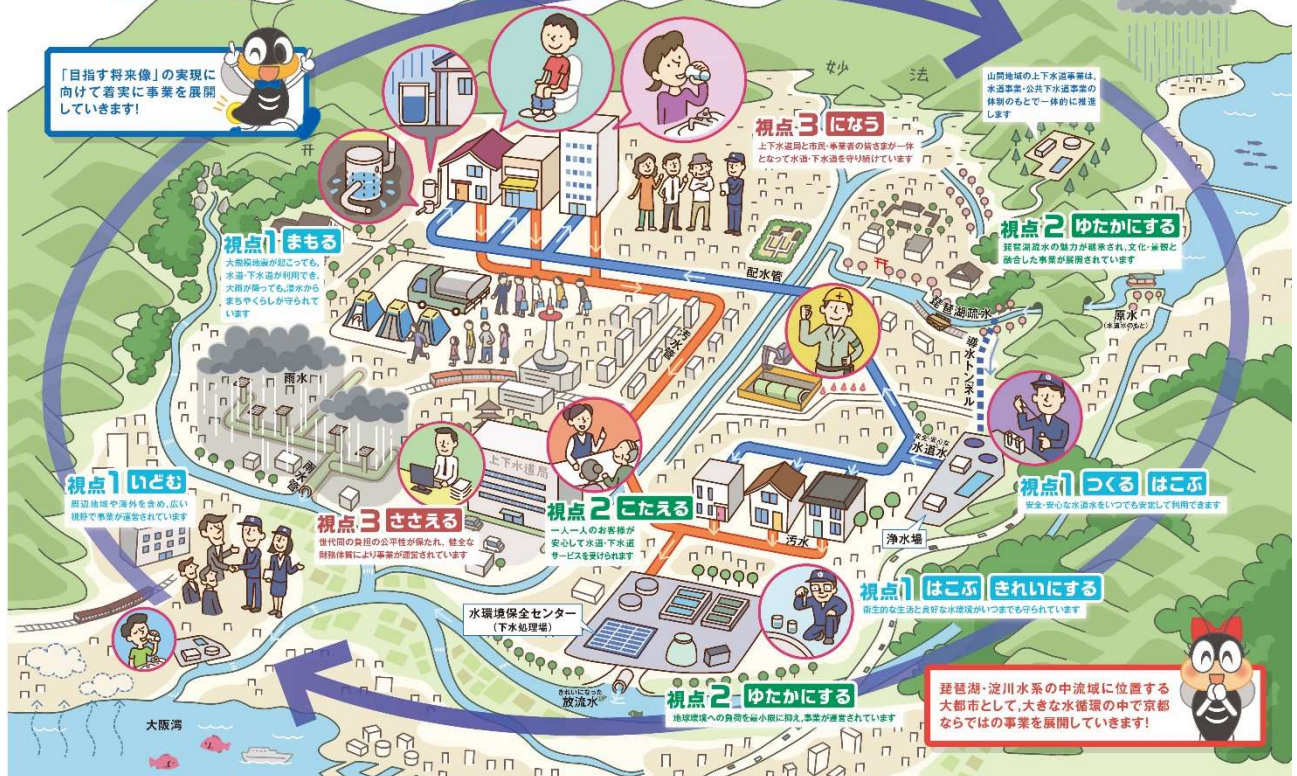 「目指す将来像」の実現に
向けて着実に事業を展開
していきます!
妙
法
山間地域の上下水道事業は、
水道事業・公共下水道事業の
体制のもとで一体的に推進
します
視点3 になう
上下水道局と市民・事業者の皆さまが一体
となって水道・下水道を守り続けています
視点2 ゆたかにする
琵琶湖疏水の魅力が継承され、文化・景観と
融合した事業が展開されています
視点1 まもる
大規模地震が起こっても、
水道・下水道が利用でき、
大雨が降っても、浸水から
まちやくらしが守られて
います
配水管
琵琶湖疏水
原水
(水道水のもと)
導水トンネル
汚水管
雨水
雨水管
安全・安心な
水道水
上下水道局
視点1 いどむ
周辺地域や海外を含め、広い
視野で事業が運営されています
視点3 ささえる
世代間の負担の公平性が保たれ、健全な
財務体質により事業が運営されています
視点2 こたえる
一人一人のお客様が
安心して水道・下水道
サービスを受けられます
視点1 つくる はこぶ
安全・安心な水道水をいつでも安定して利用できます
汚水
浄水場
視点1 はこぶ きれいにする
衛生的な生活と良好な水環境がいつまでも守られています
水環境保全センター
(下水処理場)
きれいになった
放流水
視点2 ゆたかにする
地球環境への負荷を最小限に抑え、事業が運営されています
琵琶湖・淀川水系の中流域に位置する
大都市として、大きな水循環の中で京都
ならではの事業を展開していきます!
大阪湾